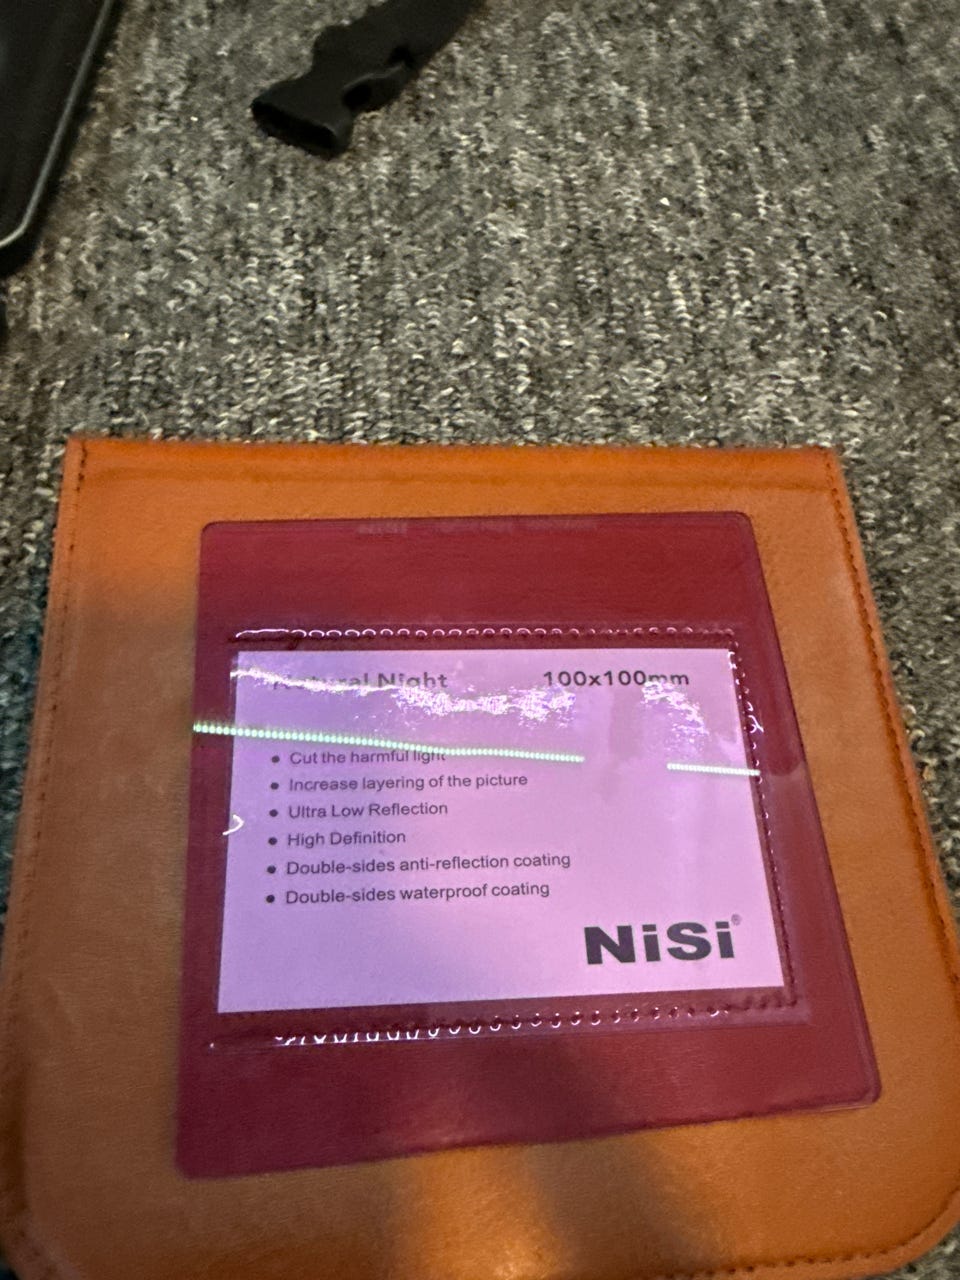 Natural Night 100x100mm
● Cut the harmful light
● Increase layering of the picture
● Ultra Low Reflection
● High Definition
● Double-sides anti-reflection coating
● Double-sides waterproof coating
NiSi®